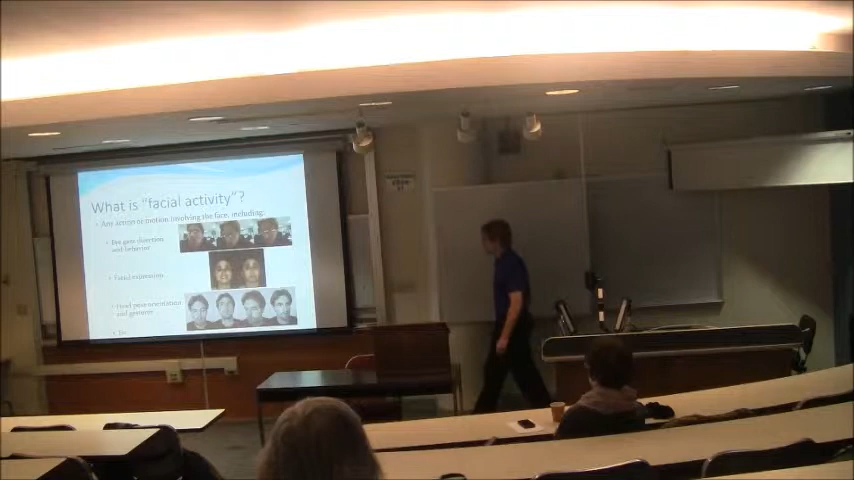 What is "facial activity"?
• Any action or motion involving the face, including:
• Eye gaze direction
and behavior
• Facial expression
• Head pose orientation
and gestures
• Etc.